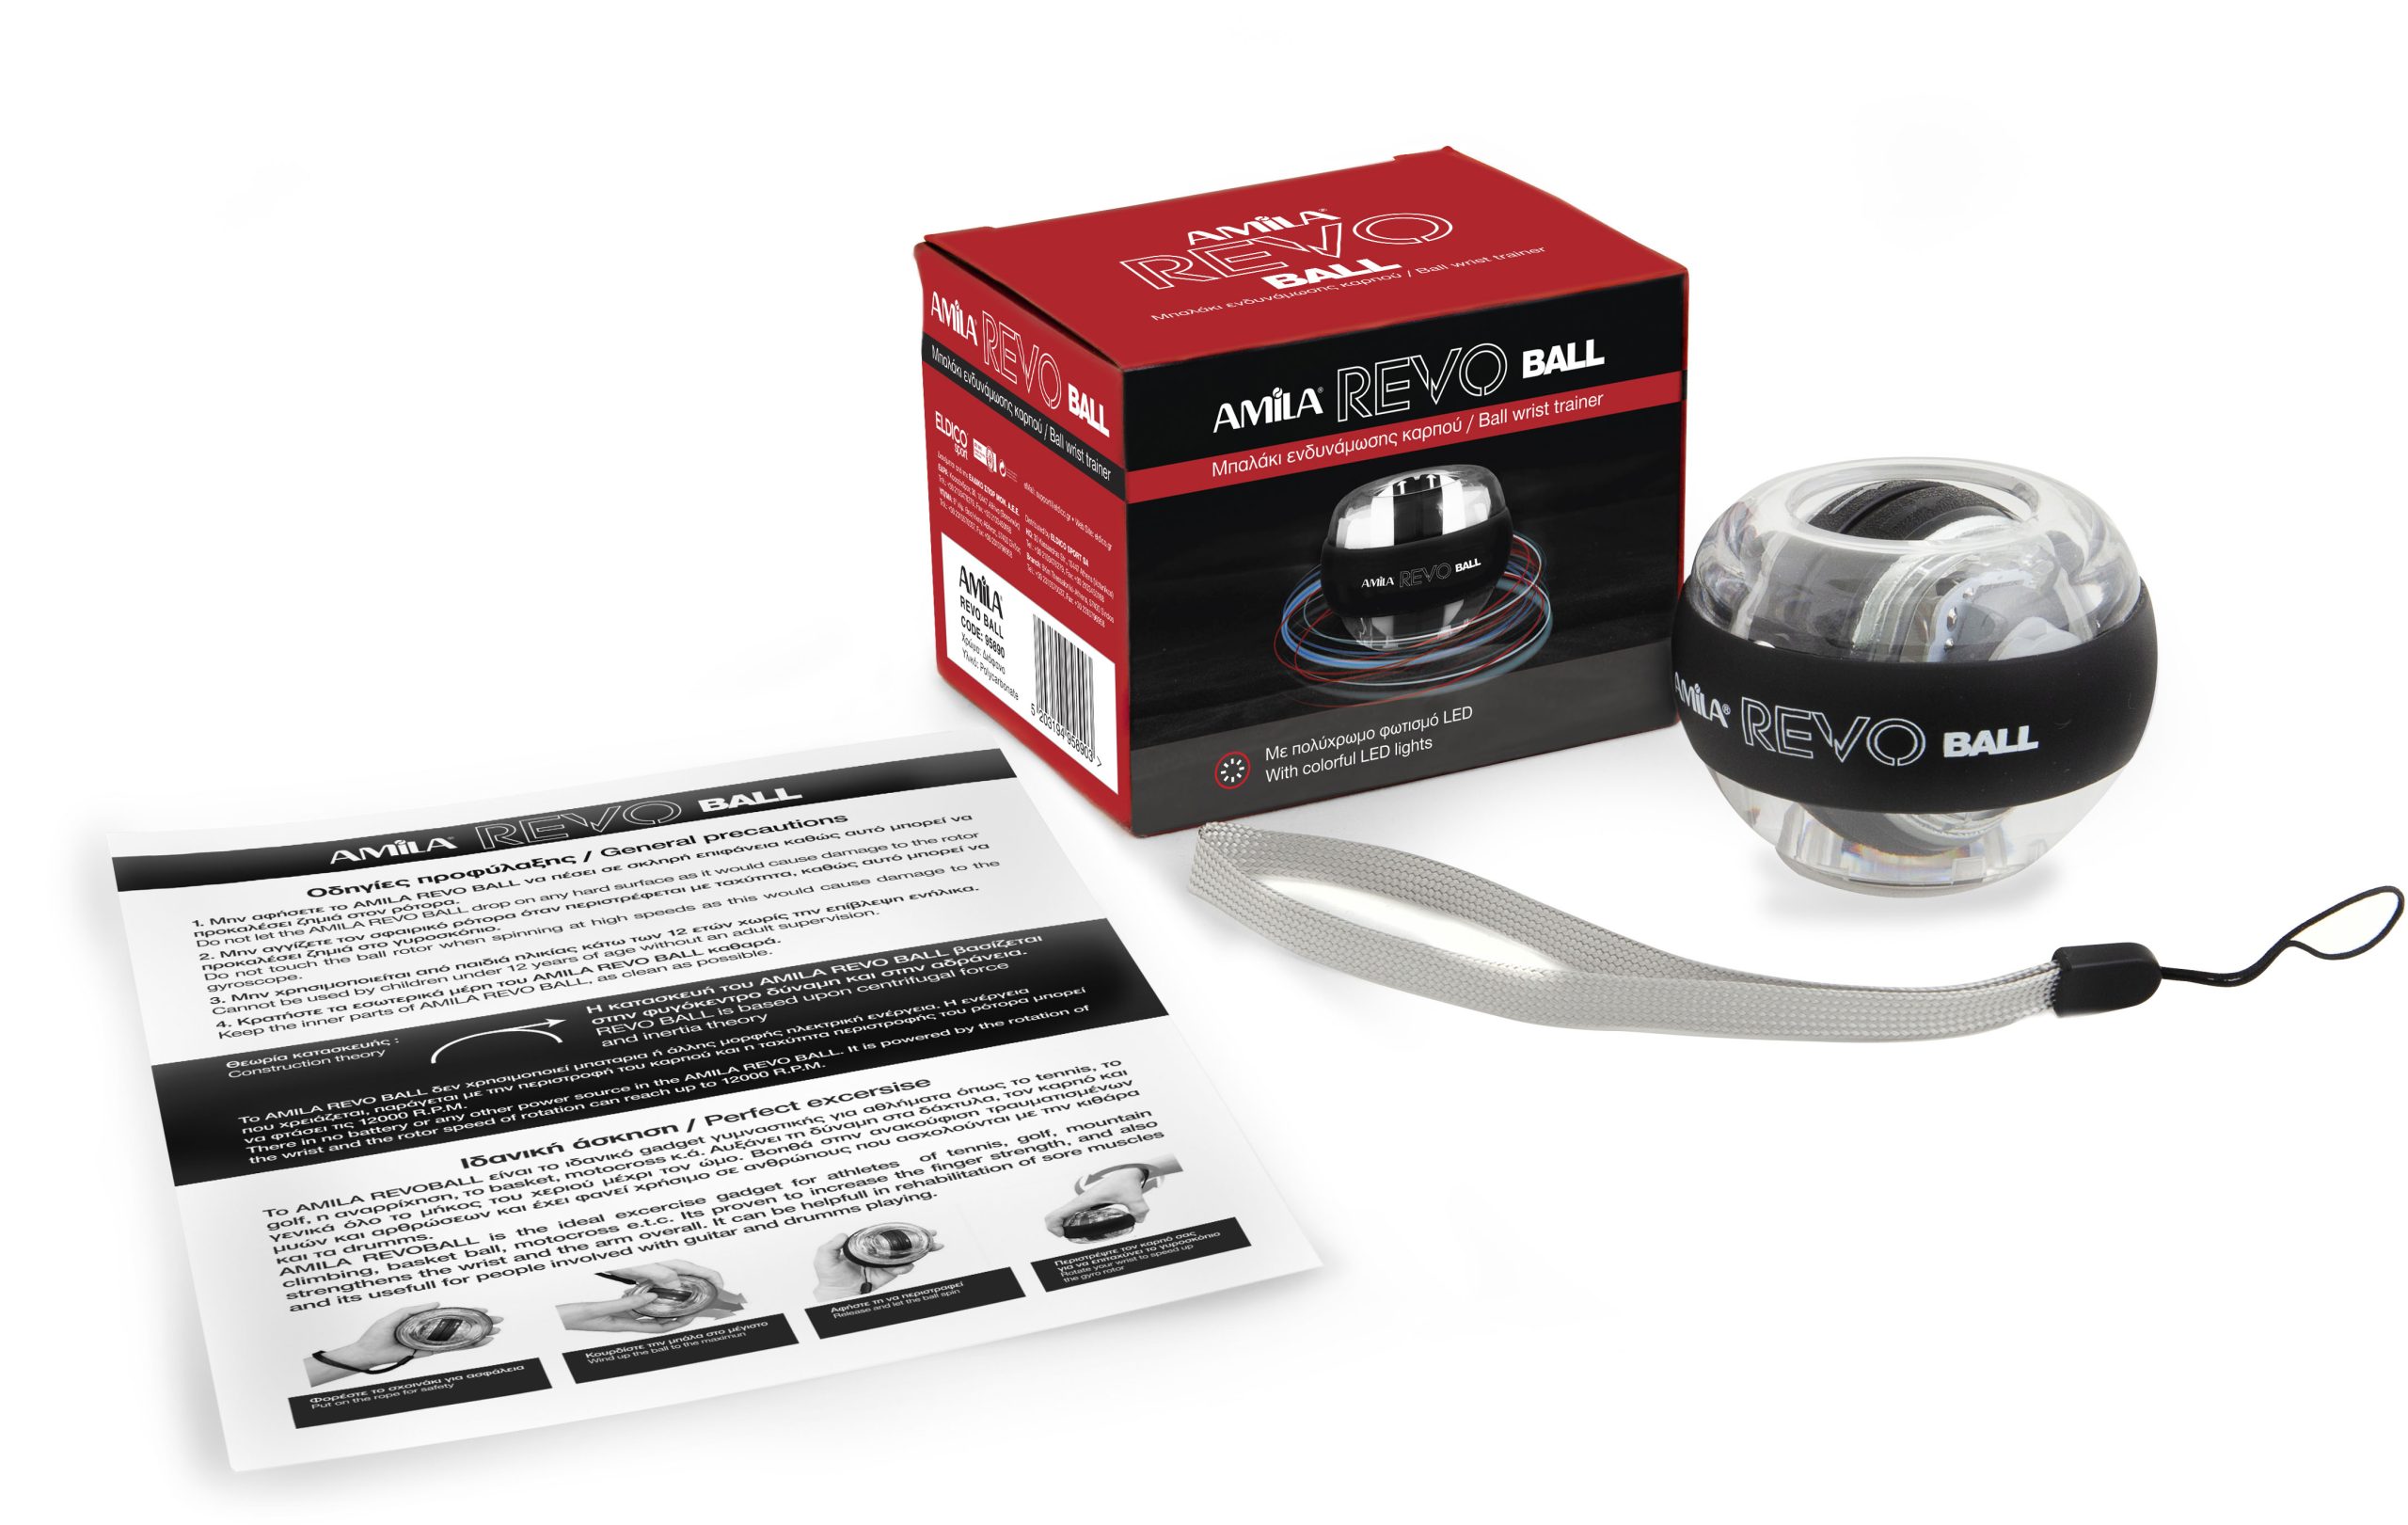 AMiLA®
REVO
BALL
Μπαλάκι ενδυνάμωσης καρπού / Ball wrist trainer
AMiLA® REVO BALL
Μπαλάκι ενδυνάμωσης καρπού / Ball wrist trainer
AMiLA® REVO BALL
Με πολύχρωμο φωτισμό LED
With colorful LED lights
AMiLA® REVO BALL
Μπαλάκι ενδυνάμωσης καρπού / Ball wrist trainer
ELDICO
sport
AMiLA®
REVO BALL
CODE: 95890
Χρώμα: Διάφανο
Υλικό: Polycarbonate
5 203194 958903 >
AMiLA® REVO BALL
AMiLA® REVO BALL
Οδηγίες προφύλαξης / General precautions
1. Μην αφήσετε το AMILA REVO BALL να πέσει σε σκληρή επιφάνεια καθώς αυτό μπορεί να
προκαλέσει ζημιά στον ρότορα.
Do not let the AMILA REVO BALL drop on any hard surface as it would cause damage to the rotor
2. Μην αγγίζετε τον σφαιρικό ρότορα όταν περιστρέφεται με ταχύτητα, καθώς αυτό μπορεί να
προκαλέσει ζημιά στο γυροσκόπιο.
Do not touch the ball rotor when spinning at high speeds as this would cause damage to the
gyroscope.
3. Μην χρησιμοποιείται από παιδιά ηλικίας κάτω των 12 ετών χωρίς την επίβλεψη ενήλικα.
Cannot be used by children under 12 years of age without an adult supervision.
4. Κρατήστε τα εσωτερικά μέρη του AMILA REVO BALL καθαρά.
Keep the inner parts of AMILA REVO BALL, as clean as possible.
Θεωρία κατασκευής :
Construction theory
Η κατασκευή του AMILA REVO BALL βασίζεται
στην φυγόκεντρο δύναμη και στην αδράνεια.
REVO BALL is based upon centrifugal force
and inertia theory
Το AMILA REVO BALL δεν χρησιμοποιεί μπαταρια ή άλλης μορφής ηλεκτρική ενέργεια. Η ενέργεια
που χρειάζεται, παράγεται με την περιστροφή του καρπού και η ταχύτητα περιστροφής του ρότορα μπορεί
να φτάσει τις 12000 R.P.M.
There in no battery or any other power source in the AMILA REVO BALL. It is powered by the rotation of
the wrist and the rotor speed of rotation can reach up to 12000 R.P.M.
Ιδανική άσκηση / Perfect excersise
Το AMILA REVOBALL είναι το ιδανικό gadget γυμναστικής για αθλήματα όπως το tennis, το
golf, η αναρρίχηση, το basket, motocross κ.ά. Αυξάνει τη δύναμη στα δάχτυλα, τον καρπό και
γενικά όλο το μήκος του χεριού μέχρι τον ώμο. Βοηθά στην ανακούφιση τραυματισμένων
μυών και αρθρώσεων και έχει φανεί χρήσιμο σε ανθρώπους που ασχολούνται με την κιθάρα
και τα drumms.
AMILA REVOBALL is the ideal excercise gadget for athletes of tennis, golf, mountain
climbing, basket ball, motocross e.t.c. Its proven to increase the finger strength, and also
strengthens the wrist and the arm overall. It can be helpfull in rehabilitation of sore muscles
and its usefull for people involved with guitar and drumms playing.
Φορέστε το σχοινάκι για ασφάλεια
Put on the rope for safety
Κουρδίστε την μπάλα στο μέγιστο
Wind up the ball to the maximun
Αφήστε τη να περιστραφεί
Release and let the ball spin
Περιστρέψτε τον καρπό σας
για να επιταχύνει το γυροσκόπιο
Rotate your wrist to speed up
the gyro rotor